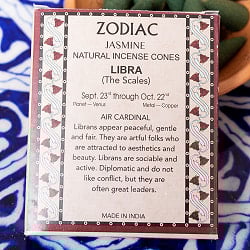 ZODIAC
JASMINE
NATURAL INCENSE CONES
LIBRA
(The Scales)
Sept. 23rd through Oct. 22nd
Planet — Venus Metal — Copper
AIR CARDINAL
Librans appear peaceful, gentle
and fair. They are artful folks who
are attracted to aesthetics and
beauty. Librans are sociable and
active. Diplomatic and do not
like conflict, but they are
often great leaders.
MADE IN INDIA